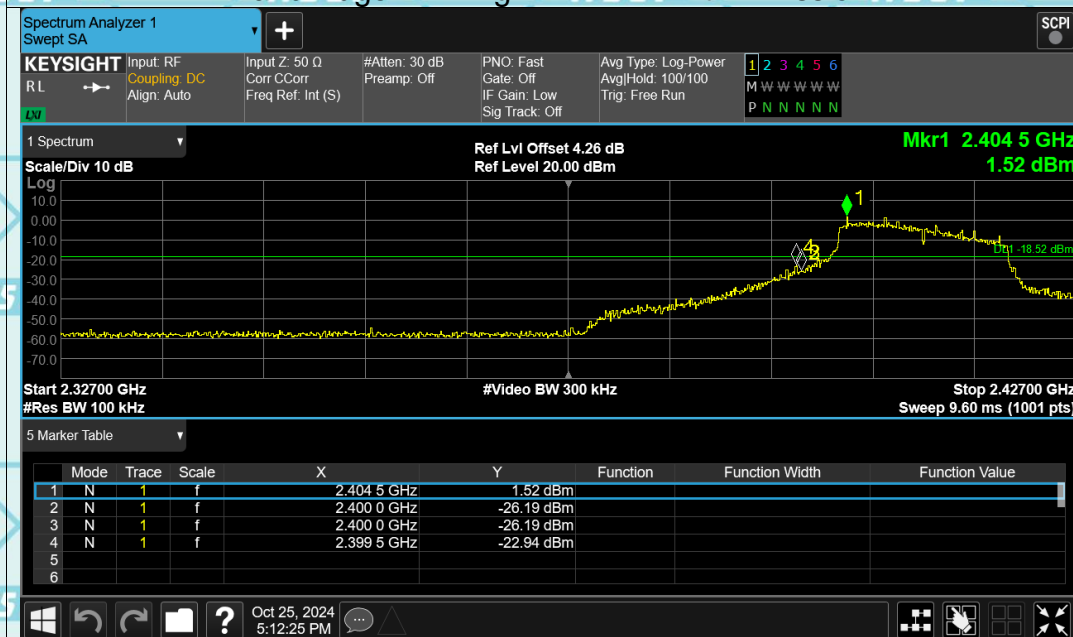 Spectrum Analyzer 1
Swept SA
+
SCPI
KEYSIGHT
RL
LXI
Input: RF
Coupling: DC
Align: Auto
Input Z: 50 Ω
Corr CCorr
Freq Ref: Int (S)
#Atten: 30 dB
Preamp: Off
PNO: Fast
Gate: Off
IF Gain: Low
Sig Track: Off
Avg Type: Log-Power
Avg|Hold: 100/100
Trig: Free Run
1 2 3 4 5 6
M W W W W W
P N N N N N
1 Spectrum
Scale/Div 10 dB
Ref Lvl Offset 4.26 dB
Ref Level 20.00 dBm
Mkr1 2.404 5 GHz
1.52 dBm
Log
10.0
0.00
-10.0
-20.0
-30.0
-40.0
-50.0
-60.0
-70.0
1
4
2
DL1 -18.52 dBm
Start 2.32700 GHz
#Video BW 300 kHz
Stop 2.42700 GHz
#Res BW 100 kHz
Sweep 9.60 ms (1001 pts)
5 Marker Table
Mode Trace Scale X Y Function Function Width Function Value
1 N 1 f 2.404 5 GHz 1.52 dBm
2 N 1 f 2.400 0 GHz -26.19 dBm
3 N 1 f 2.400 0 GHz -26.19 dBm
4 N 1 f 2.399 5 GHz -22.94 dBm
5
6
?
Oct 25, 2024
5:12:25 PM